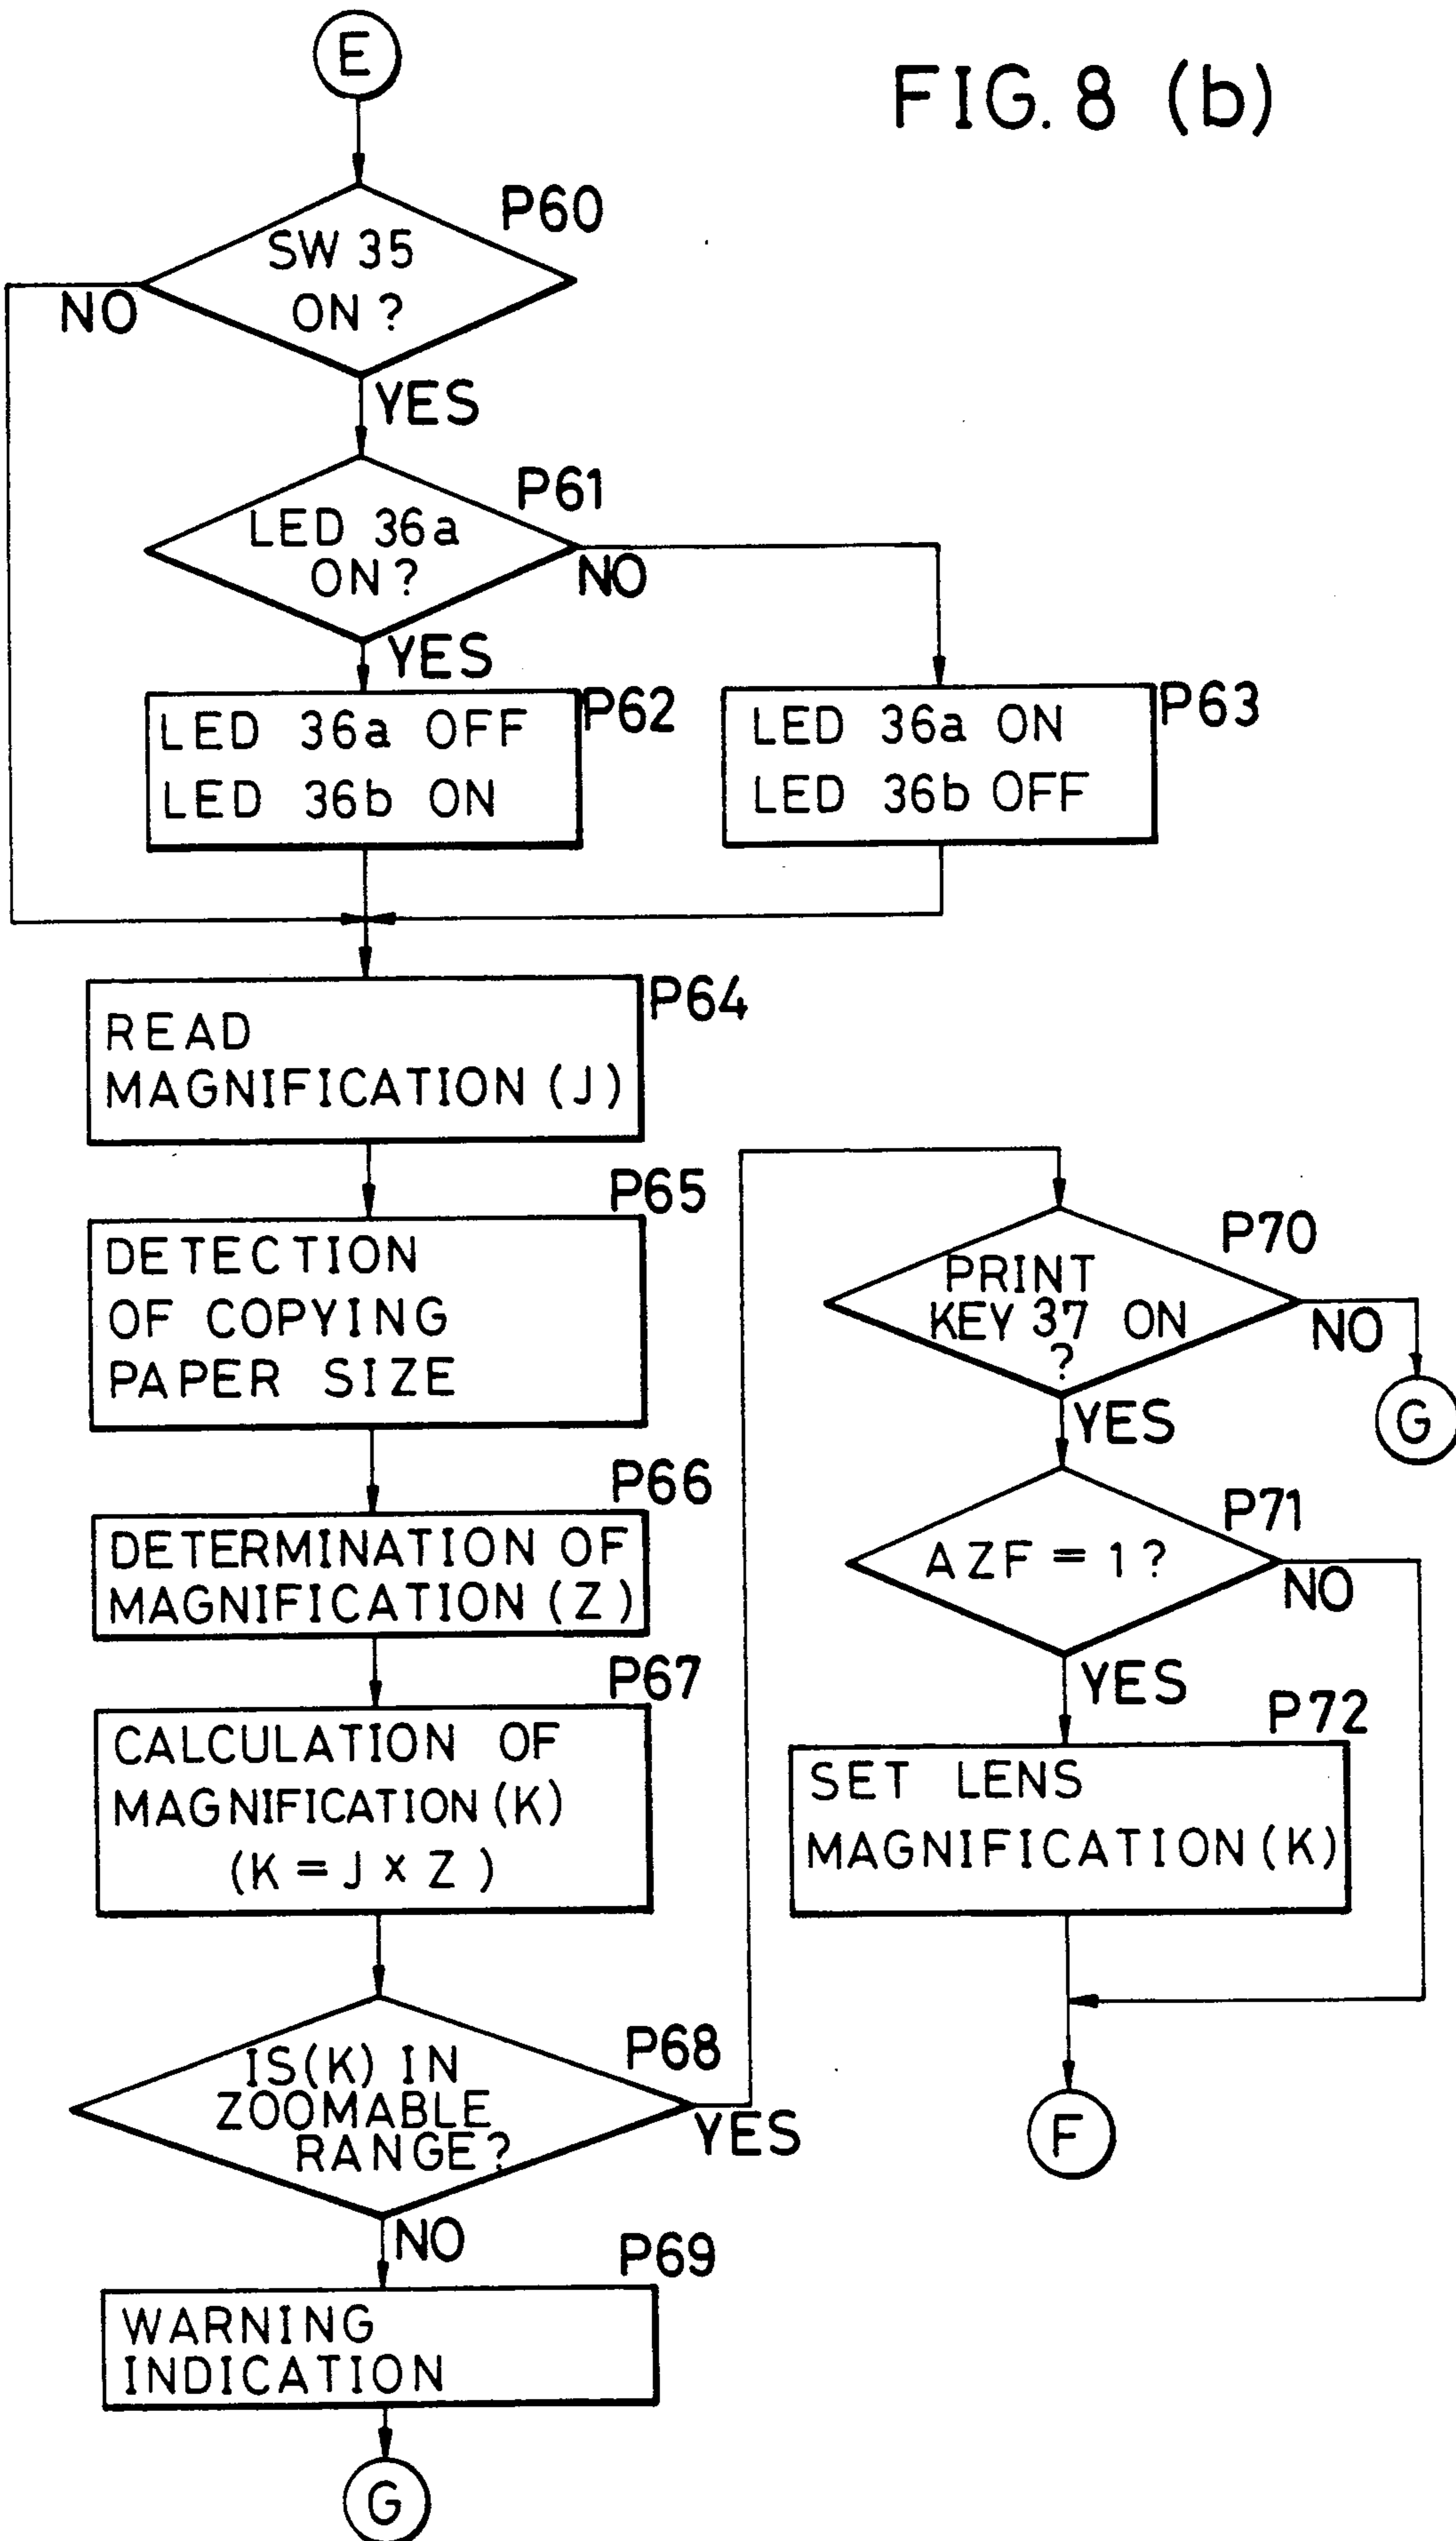 E
FIG. 8 (b)
P60
SW 35
ON ?
NO
YES
P61
LED 36a
ON ?
NO
YES
P62
LED 36a OFF
LED 36b ON
P63
LED 36a ON
LED 36b OFF
P64
READ
MAGNIFICATION (J)
P65
DETECTION
OF COPYING
PAPER SIZE
P66
DETERMINATION OF
MAGNIFICATION (Z)
P67
CALCULATION OF
MAGNIFICATION (K)
(K = J × Z )
P68
IS (K) IN
ZOOMABLE
RANGE ?
YES
NO
P69
WARNING
INDICATION
G
P70
PRINT
KEY 37 ON
?
NO
G
YES
P71
AZF = 1 ?
NO
YES
P72
SET LENS
MAGNIFICATION (K)
F